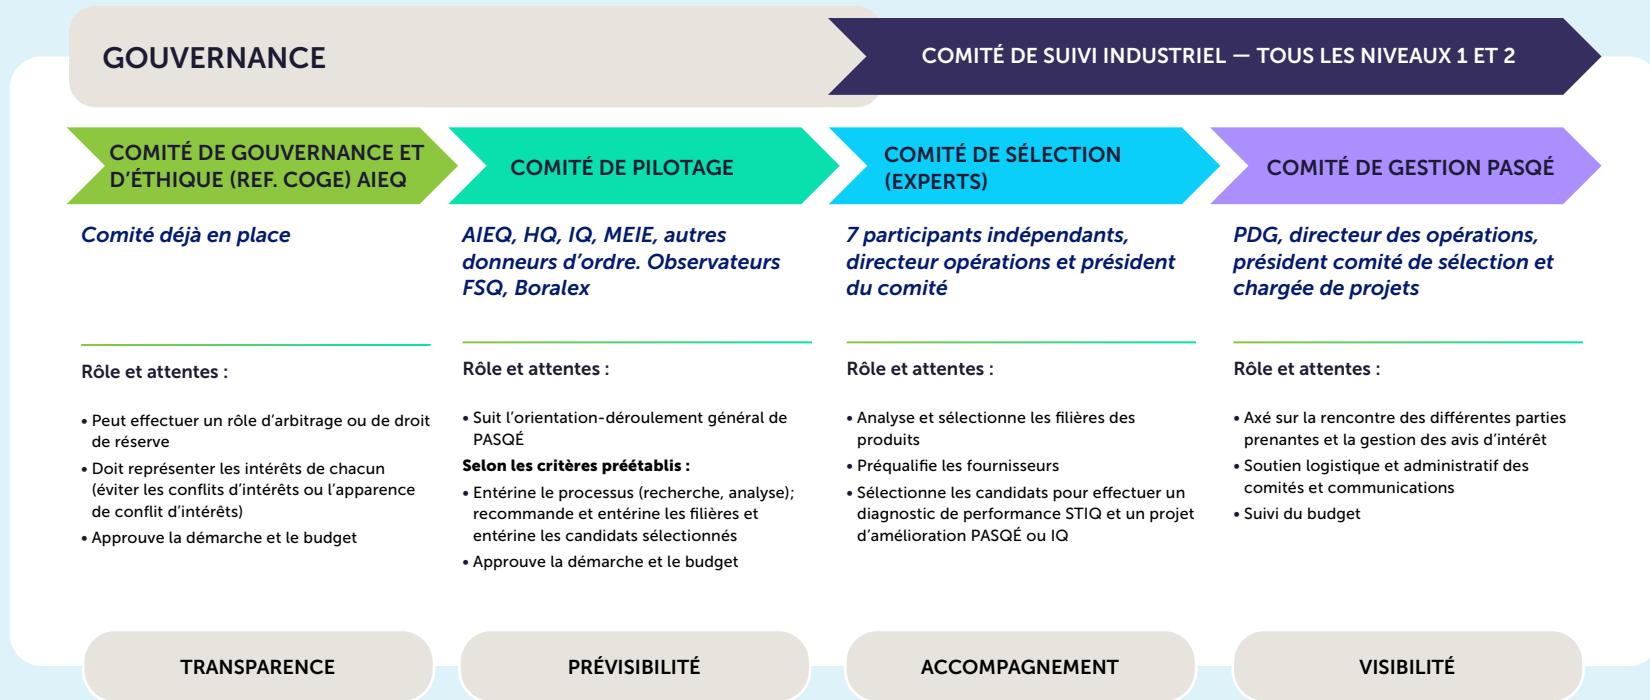 GOUVERNANCE
COMITÉ DE SUIVI INDUSTRIEL — TOUS LES NIVEAUX 1 ET 2
COMITÉ DE GOUVERNANCE ET
D’ÉTHIQUE (REF. COGE) AIEQ
Comité déjà en place
Rôle et attentes :
• Peut effectuer un rôle d’arbitrage ou de droit
de réserve
• Doit représenter les intérêts de chacun
(éviter les conflits d’intérêts ou l’apparence
de conflit d’intérêts)
• Approuve la démarche et le budget
TRANSPARENCE
COMITÉ DE PILOTAGE
AIEQ, HQ, IQ, MEIE, autres
donneurs d’ordre. Observateurs
FSQ, Boralex
Rôle et attentes :
• Suit l’orientation-déroulement général de
PASQÉ
Selon les critères préétablis :
• Entérine le processus (recherche, analyse);
recommande et entérine les filières et
entérine les candidats sélectionnés
• Approuve la démarche et le budget
PRÉVISIBILITÉ
COMITÉ DE SÉLECTION
(EXPERTS)
7 participants indépendants,
directeur opérations et président
du comité
Rôle et attentes :
• Analyse et sélectionne les filières des
produits
• Préqualifie les fournisseurs
• Sélectionne les candidats pour effectuer un
diagnostic de performance STIQ et un projet
d’amélioration PASQÉ ou IQ
ACCOMPAGNEMENT
COMITÉ DE GESTION PASQÉ
PDG, directeur des opérations,
président comité de sélection et
chargée de projets
Rôle et attentes :
• Axé sur la rencontre des différentes parties
prenantes et la gestion des avis d’intérêt
• Soutien logistique et administratif des
comités et communications
• Suivi du budget
VISIBILITÉ